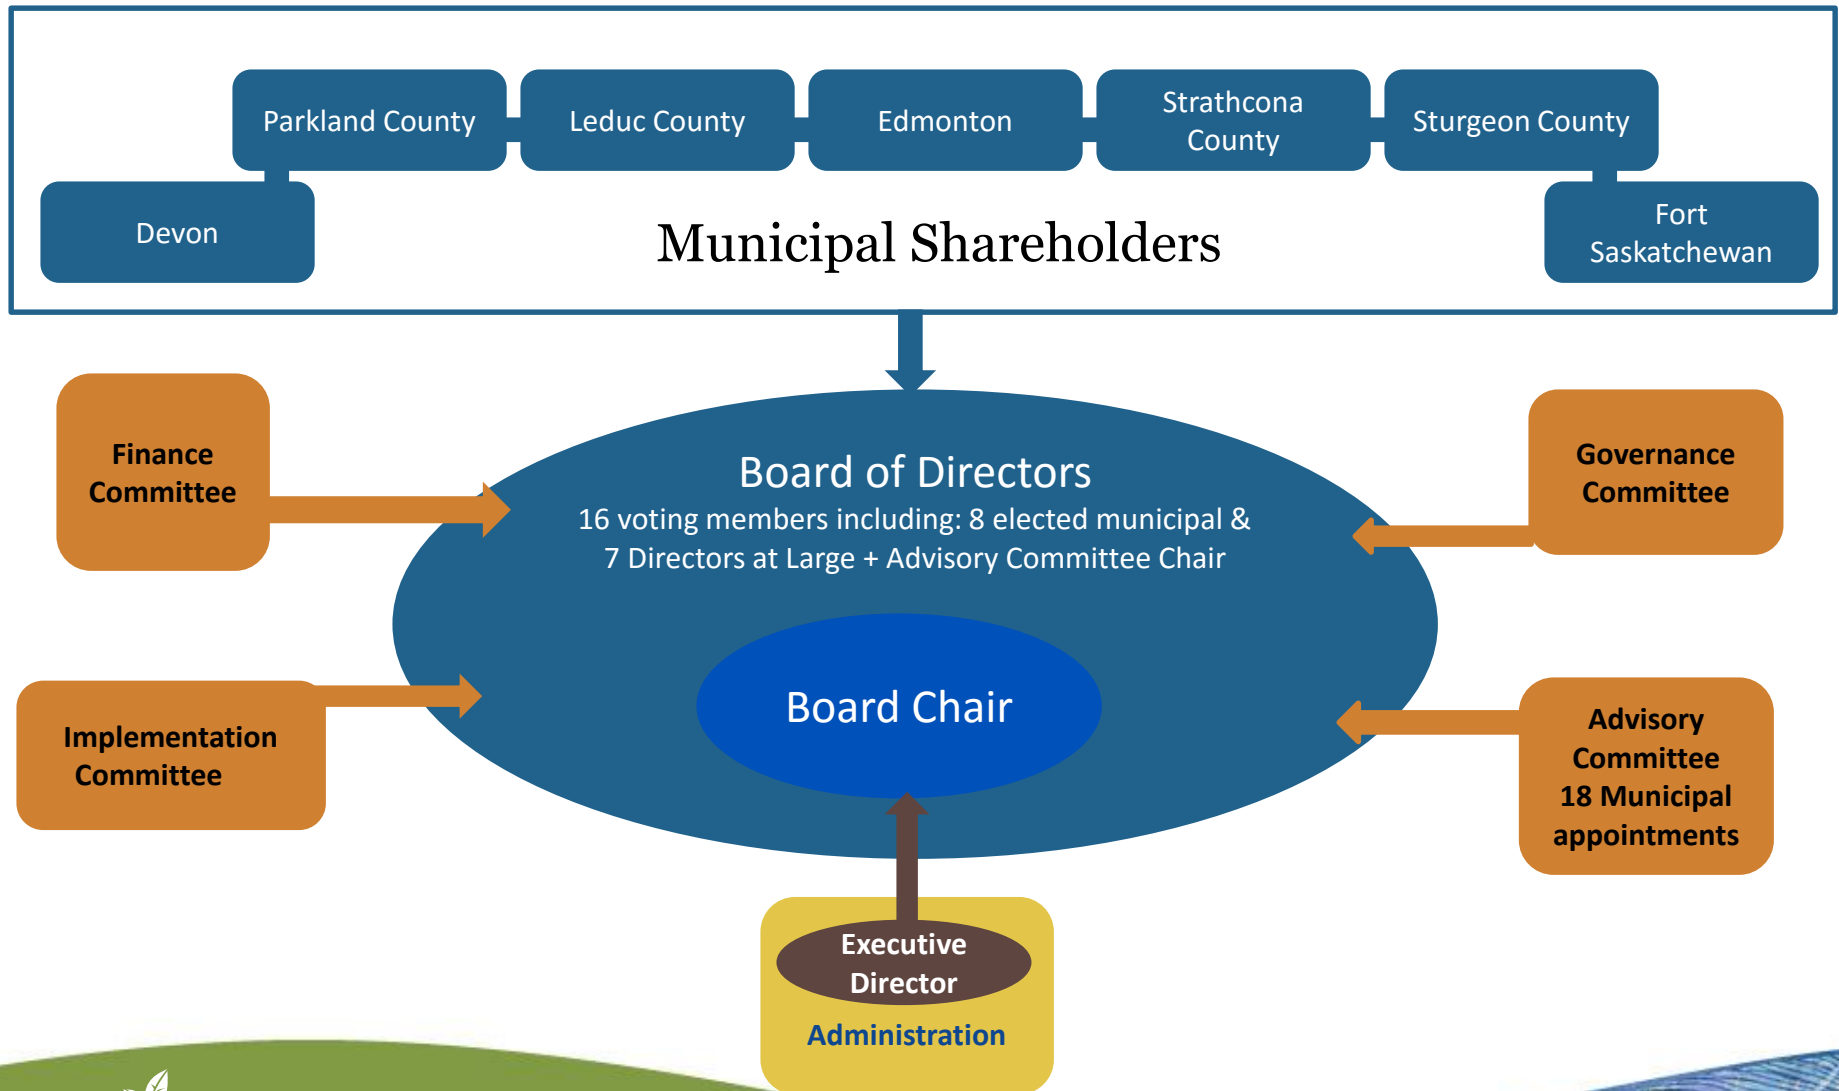 Parkland County
Leduc County
Edmonton
Strathcona
County
Sturgeon County
Devon
Municipal Shareholders
Fort
Saskatchewan
Finance
Committee
Board of Directors
16 voting members including: 8 elected municipal &
7 Directors at Large + Advisory Committee Chair
Governance
Committee
Implementation
Committee
Board Chair
Advisory
Committee
18 Municipal
appointments
Executive
Director
Administration